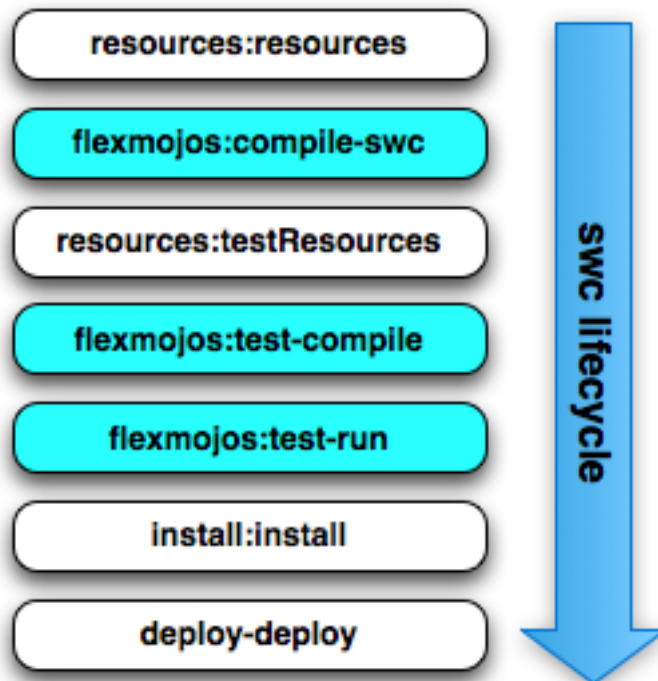 resources:resources
flexmojos:compile-swc
resources:testResources
flexmojos:test-compile
flexmojos:test-run
install:install
deploy-deploy
swc lifecycle